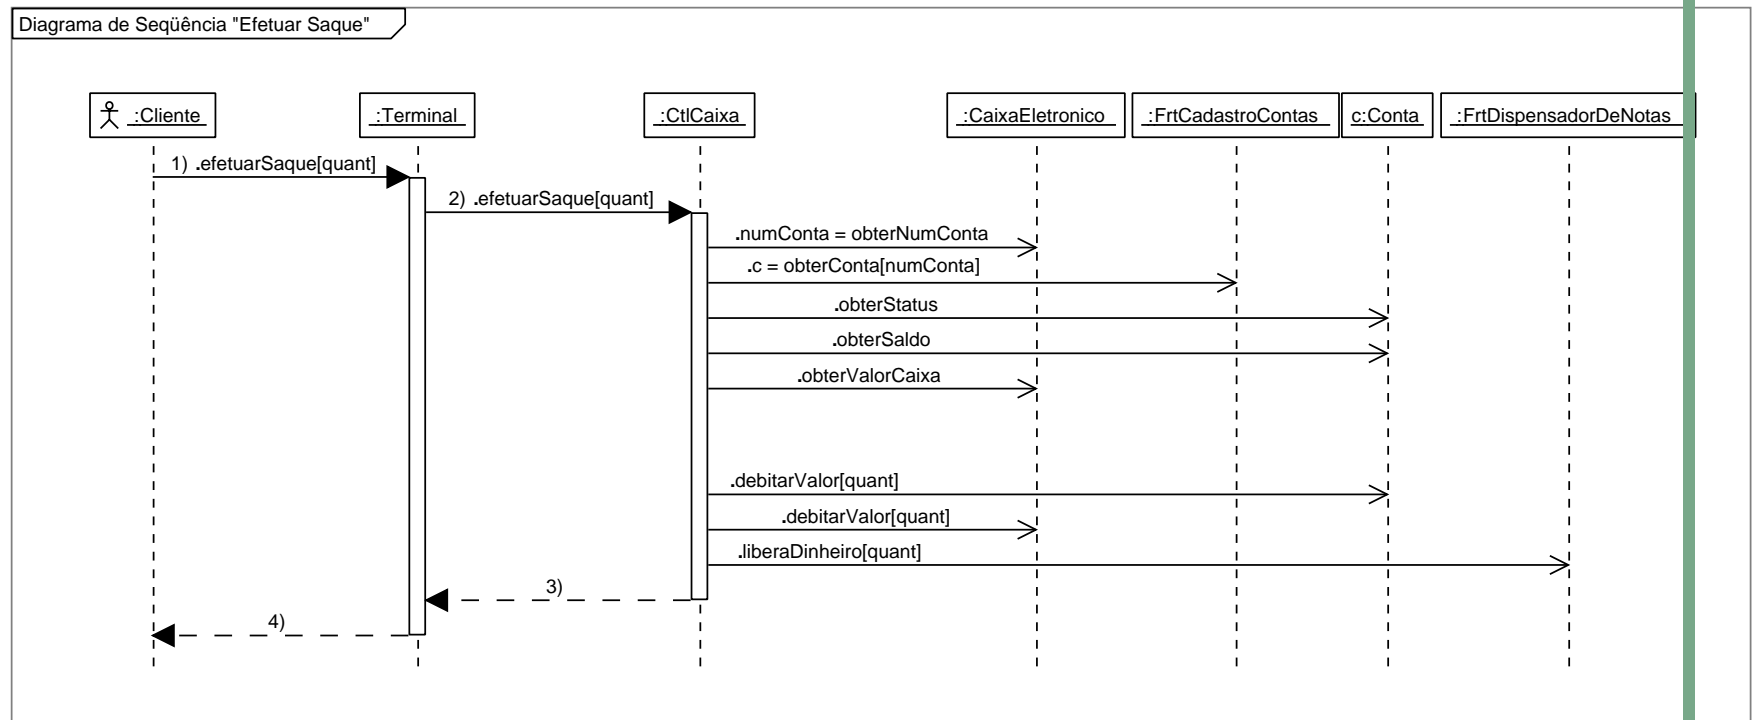 Diagrama de Seqüência "Efetuar Saque"
:Cliente
:Terminal
:CtlCaixa
:CaixaEletronico
:FrtCadastroContas
c:Conta
:FrtDispensadorDeNotas
1) .efetuarSaque[quant]
2) .efetuarSaque[quant]
.numConta = obterNumConta
.c = obterConta[numConta]
.obterStatus
.obterSaldo
.obterValorCaixa
.debitarValor[quant]
.debitarValor[quant]
.liberaDinheiro[quant]
3)
4)